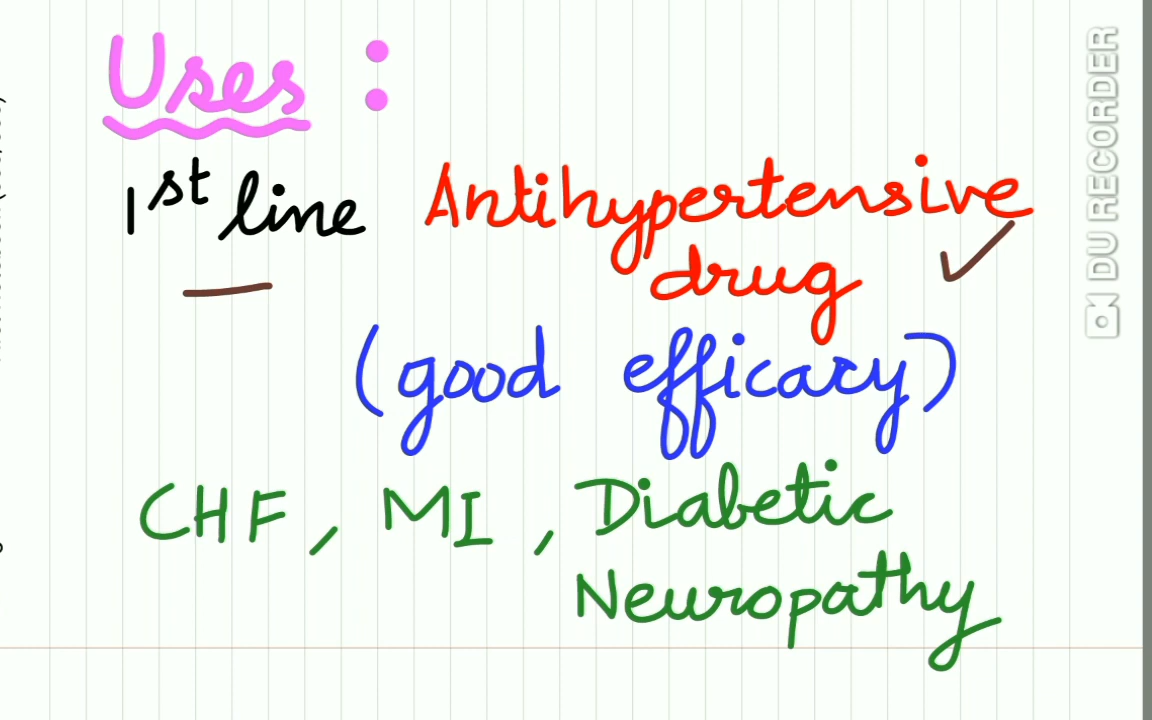 Uses :
1st line Antihypertensive
drug
(good efficacy)
CHF, MI, Diabetic
Neuropathy
DU RECORDER